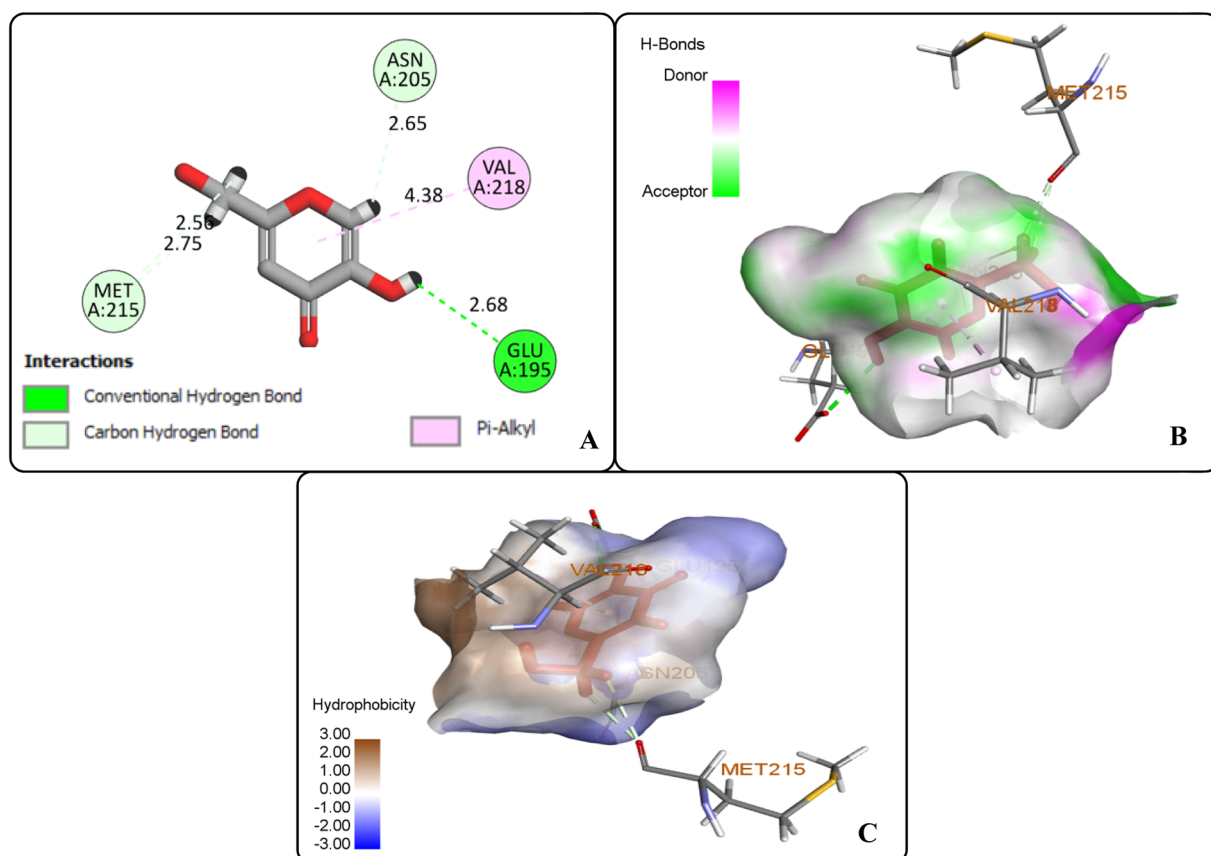 ASN
A:205
2.65
VAL
A:218
4.38
2.56
2.75
MET
A:215
2.68
GLU
A:195
Interactions
Conventional Hydrogen Bond
Carbon Hydrogen Bond
Pi-Alkyl
A
H-Bonds
Donor
Acceptor
MET215
VAL218
B
VAL218
GLU195
SN205
MET215
Hydrophobicity
3.00
2.00
1.00
0.00
-1.00
-2.00
-3.00
C